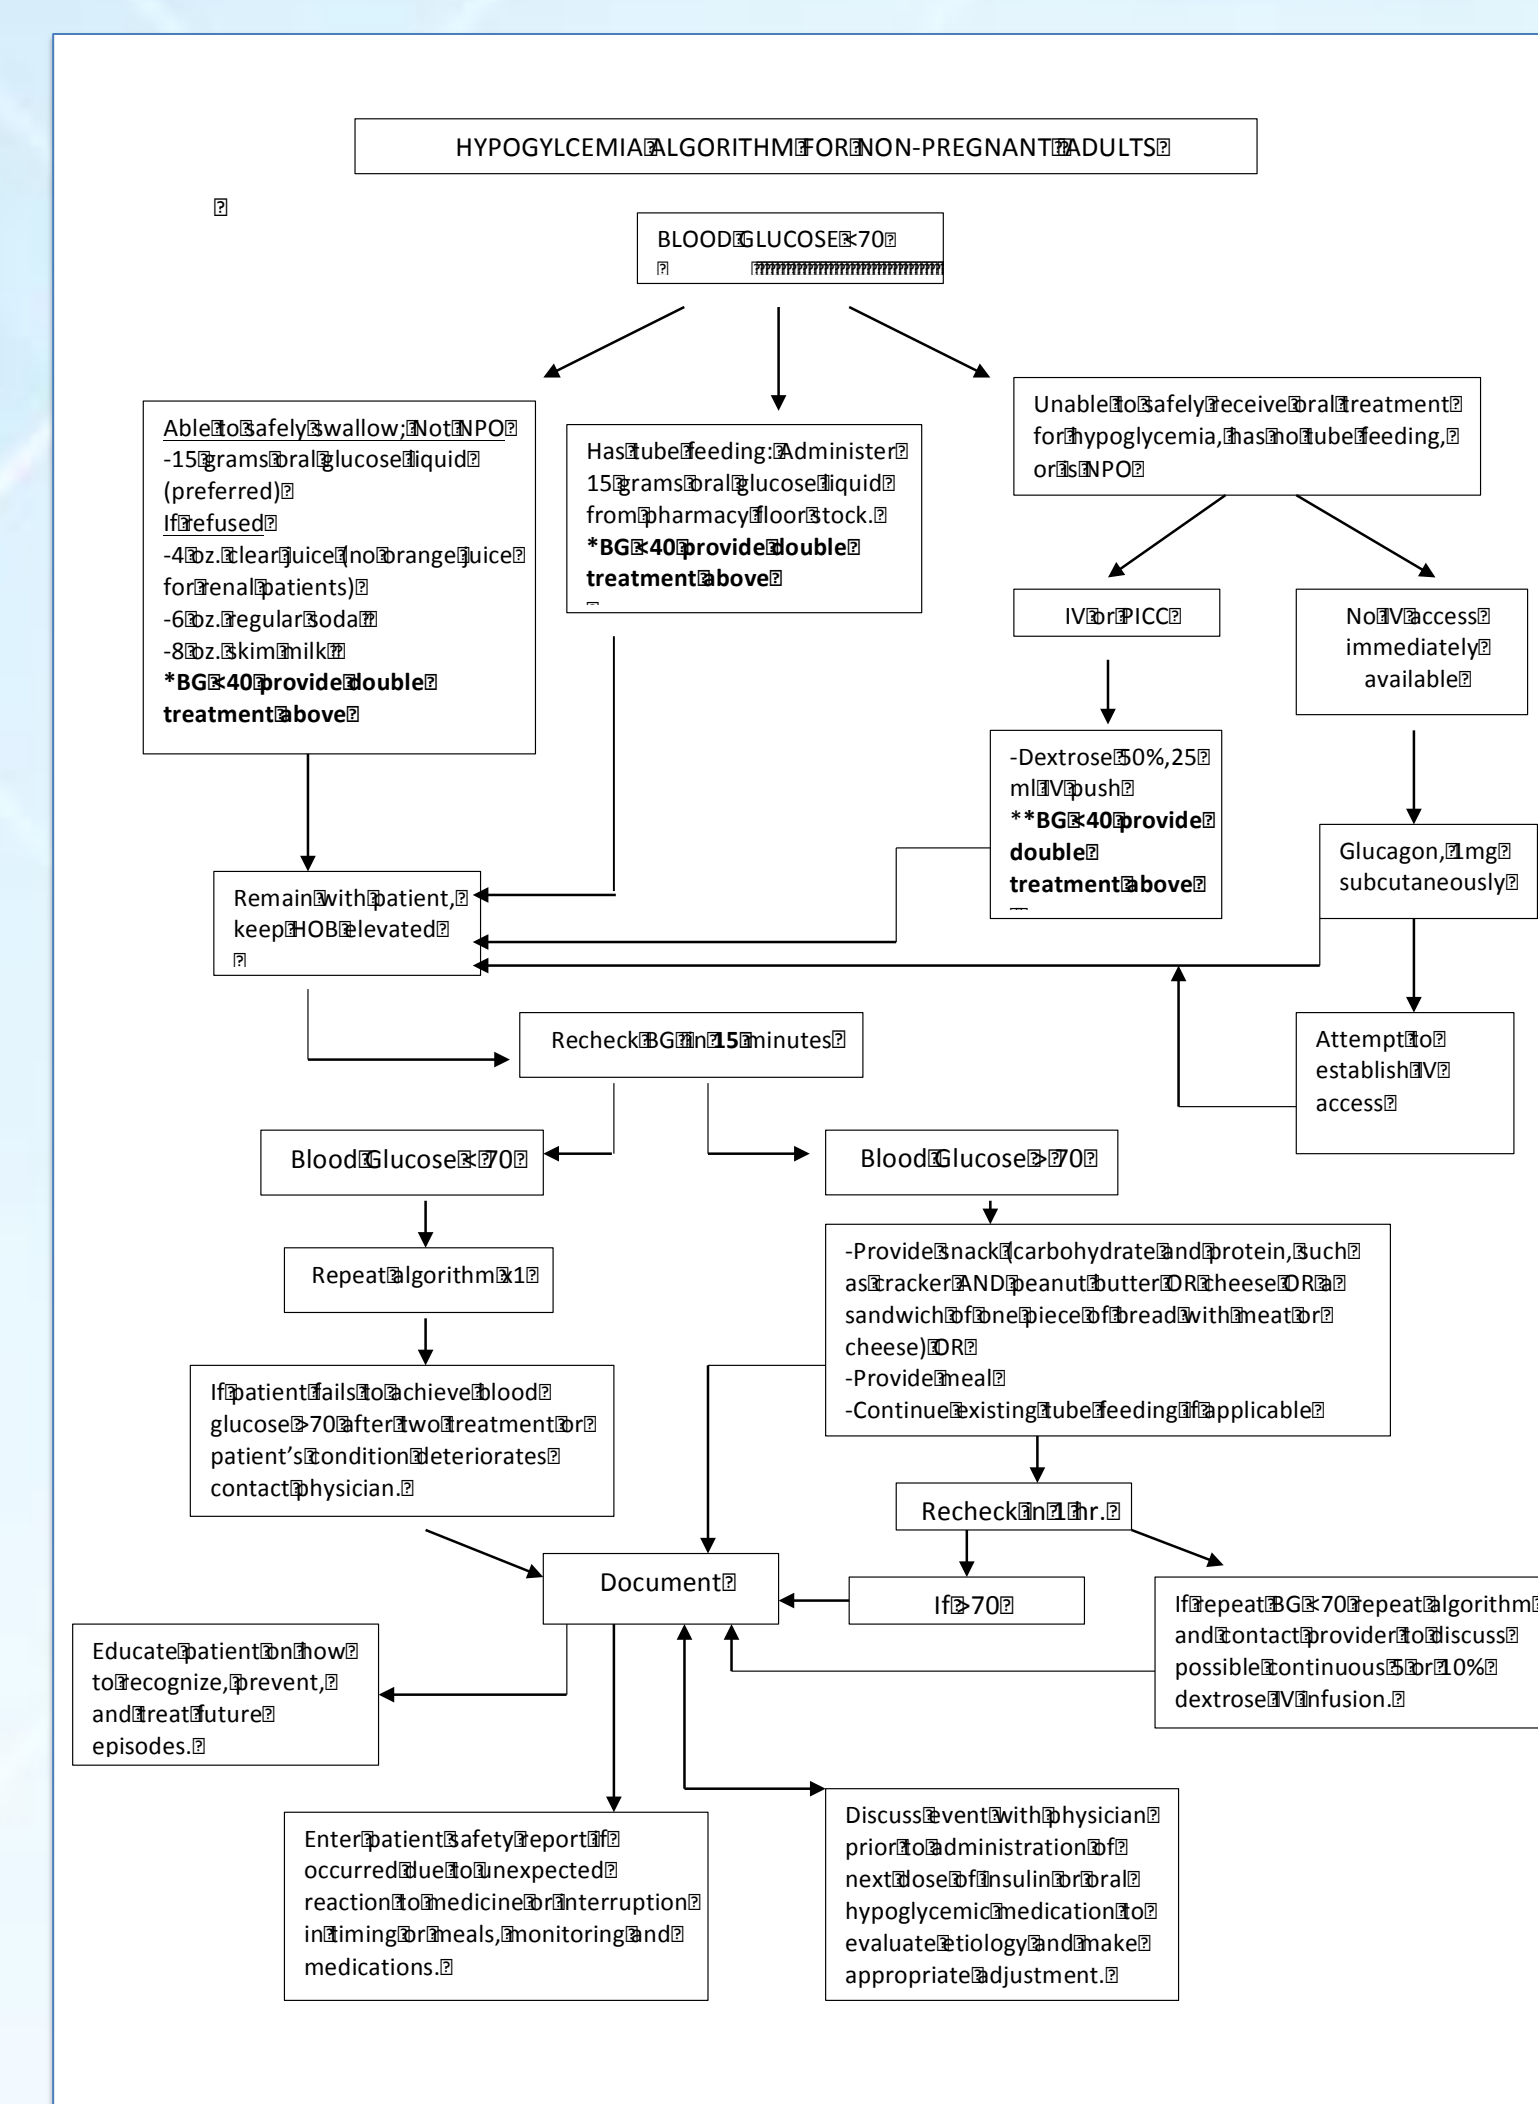 HYPOGYLCEMIA ALGORITHM FOR NON-PREGNANT ADULTS
BLOOD GLUCOSE <70
Able to safely swallow; Not NPO
-15 grams oral glucose liquid
(preferred)
If refused
-4 oz. clear juice (no orange juice
for renal patients)
-6 oz. regular soda
-8 oz. skim milk
*BG <40 provide double
treatment above
Has tube feeding: Administer
15 grams oral glucose liquid
from pharmacy floor stock.
*BG <40 provide double
treatment above
Unable to safely receive oral treatment
for hypoglycemia, has no tube feeding,
or is NPO
IV or PICC
No IV access
immediately
available
-Dextrose 50%,25
ml IV push
**BG <40 provide
double
treatment above
Glucagon, 1mg
subcutaneously
Remain with patient,
keep HOB elevated
Attempt to
establish IV
access
Recheck BG in 15 minutes
Blood Glucose < 70
Blood Glucose > 70
Repeat algorithm x1
-Provide snack (carbohydrate and protein, such
as cracker AND peanut butter OR cheese OR a
sandwich of one piece of bread with meat or
cheese) OR
-Provide meal
-Continue existing tube feeding if applicable
If patient fails to achieve blood
glucose >70 after two treatment or
patient's condition deteriorates
contact physician.
Recheck in 1 hr.
Document
If >70
If repeat BG <70 repeat algorithm
and contact provider to discuss
possible continuous 5 or 10%
dextrose IV infusion.
Educate patient on how
to recognize, prevent,
and treat future
episodes.
Enter patient safety report if
occurred due to unexpected
reaction to medicine or interruption
in timing or meals, monitoring and
medications.
Discuss event with physician
prior to administration of
next dose of insulin or oral
hypoglycemic medication to
evaluate etiology and make
appropriate adjustment.